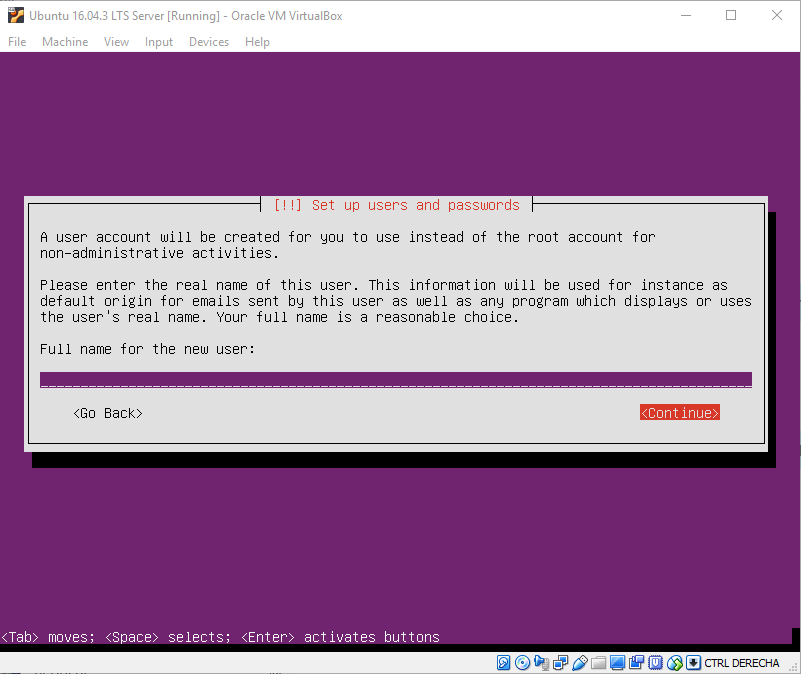 Ubuntu 16.04.3 LTS Server [Running] - Oracle VM VirtualBox
File Machine View Input Devices Help
[!!] Set up users and passwords
A user account will be created for you to use instead of the root account for
non-administrative activities.
Please enter the real name of this user. This information will be used for instance as
default origin for emails sent by this user as well as any program which displays or uses
the user's real name. Your full name is a reasonable choice.
Full name for the new user:
<Go Back> <Continue>
<Tab> moves; <Space> selects; <Enter> activates buttons
CTRL DERECHA